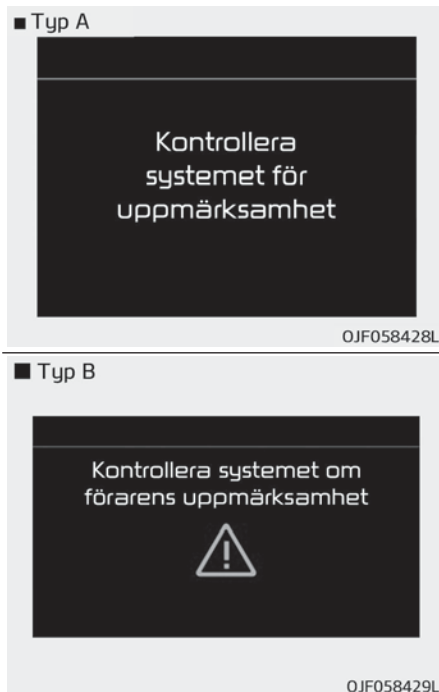 ■ Typ A
Kontrollera
systemet för
uppmärksamhet
OJF058428L
■ Typ B
Kontrollera systemet om
förarens uppmärksamhet
OJF058429L